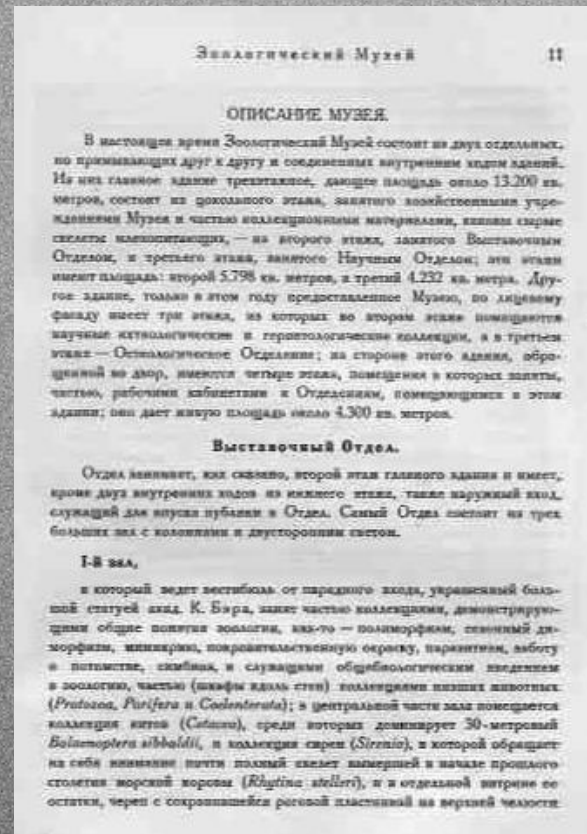 Зоологический Музей 11
ОПИСАНИЕ МУЗЕЯ.
В настоящее время Зоологический Музей состоит из двух отдельных,
но примыкающих друг к другу и соединенных внутренним ходом зданий.
Из них главное здание трехэтажное, дающее площадь около 13.200 кв.
метров, состоит из цокольного этажа, занятого хозяйственными учре-
ждениями Музея и частью коллекционными материалами, каковы сырые
скелеты млекопитающих, — из второго этажа, занятого Выставочным
Отделом, и третьего этажа, занятого Научным Отделом; эти этажи
имеют площадь: второй 5.798 кв. метров, а третий 4.232 кв. метра. Дру-
гое здание, только в этом году предоставленное Музею, по лицевому
фасаду имеет три этажа, из которых во втором этаже помещаются
научные ихтиологические и герпетологические коллекции, а в третьем
этаже — Остеологическое Отделение; на стороне этого здания, обра-
щенной во двор, имеются четыре этажа, помещения в которых заняты,
частью, рабочими кабинетами к Отделениям, помещающимся в этом
здании; оно дает жилую площадь около 4.300 кв. метров.
Выставочный Отдел.
Отдел занимает, как сказано, второй этаж главного здания и имеет,
кроме двух внутренних ходов из нижнего этажа, также наружный вход,
служащий для впуска публики в Отдел. Самый Отдел состоит из трех
больших зал с колоннами и двусторонним светом.
I-й зал,
в который ведет вестибюль от парадного входа, украшенный боль-
шой статуей акад. К. Бэра, занят частью коллекциями, демонстрирую-
щими общие понятия зоологии, как-то — полиморфизм, сезонный ди-
морфизм, мимикрию, покровительственную окраску, паразитизм, заботу
о потомстве, симбиоз, и служащими общебиологическим введением
в зоологию, частью (шкафы вдоль стен) коллекциями низших животных
(Protozoa, Porifera и Coelenterata); в центральной части зала помещается
коллекция китов (Cetacea), среди которых доминирует 30-метровый
Balaenoptera sibbaldii, и коллекция сирен (Sirenia), в которой обращает
на себя внимание почти полный скелет вымершей в начале прошлого
столетия морской коровы (Rhytina stelleri), и в отдельной витрине ее
остатки, череп с сохранившейся роговой пластинкой на верхней челюсти